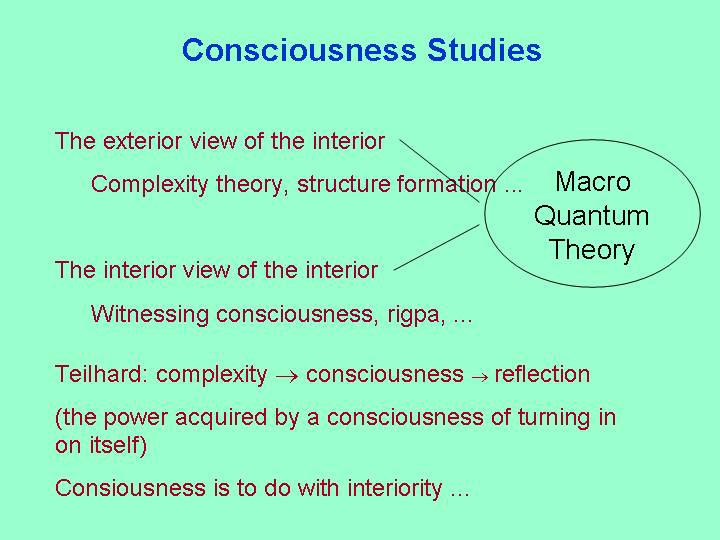 Consciousness Studies
The exterior view of the interior
Complexity theory, structure formation ...
Macro
Quantum
Theory
The interior view of the interior
Witnessing consciousness, rigpa, ...
Teilhard: complexity → consciousness → reflection
(the power acquired by a consciousness of turning in
on itself)
Consiousness is to do with interiority ...